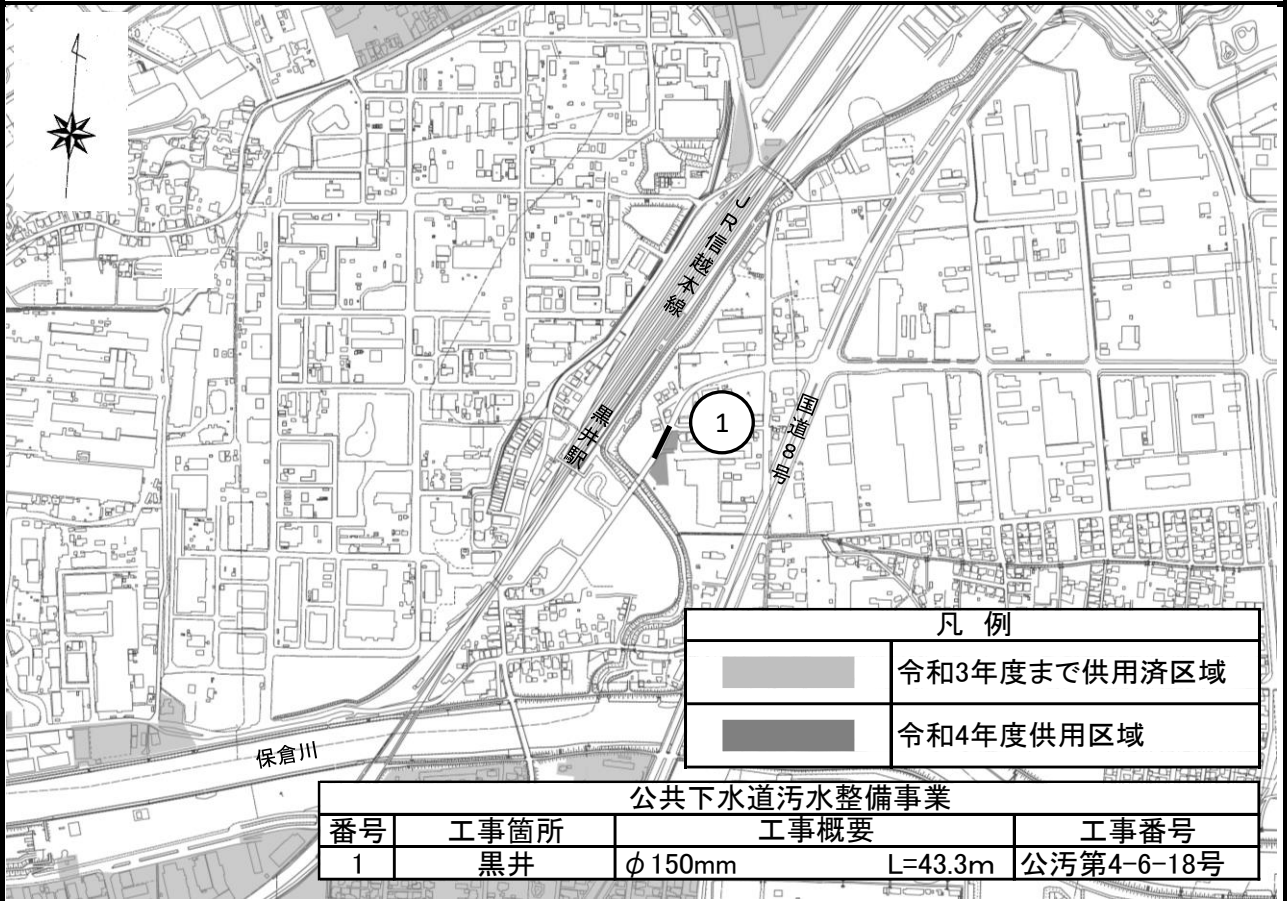 JR信越本線
黒井駅
1
国道8号
保倉川
凡 例
令和3年度まで供用済区域
令和4年度供用区域
公共下水道汚水整備事業
番号 工事箇所 工事概要 工事番号
1 黒井 φ150mm L=43.3m 公汚第4-6-18号